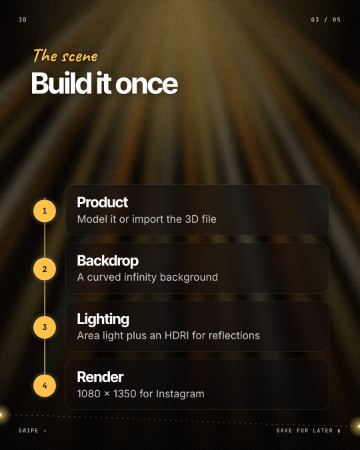 3D
03 / 05
The scene
Build it once
1
Product
Model it or import the 3D file
2
Backdrop
A curved infinity background
3
Lighting
Area light plus an HDRI for reflections
4
Render
1080 × 1350 for Instagram
SWIPE →
SAVE FOR LATER